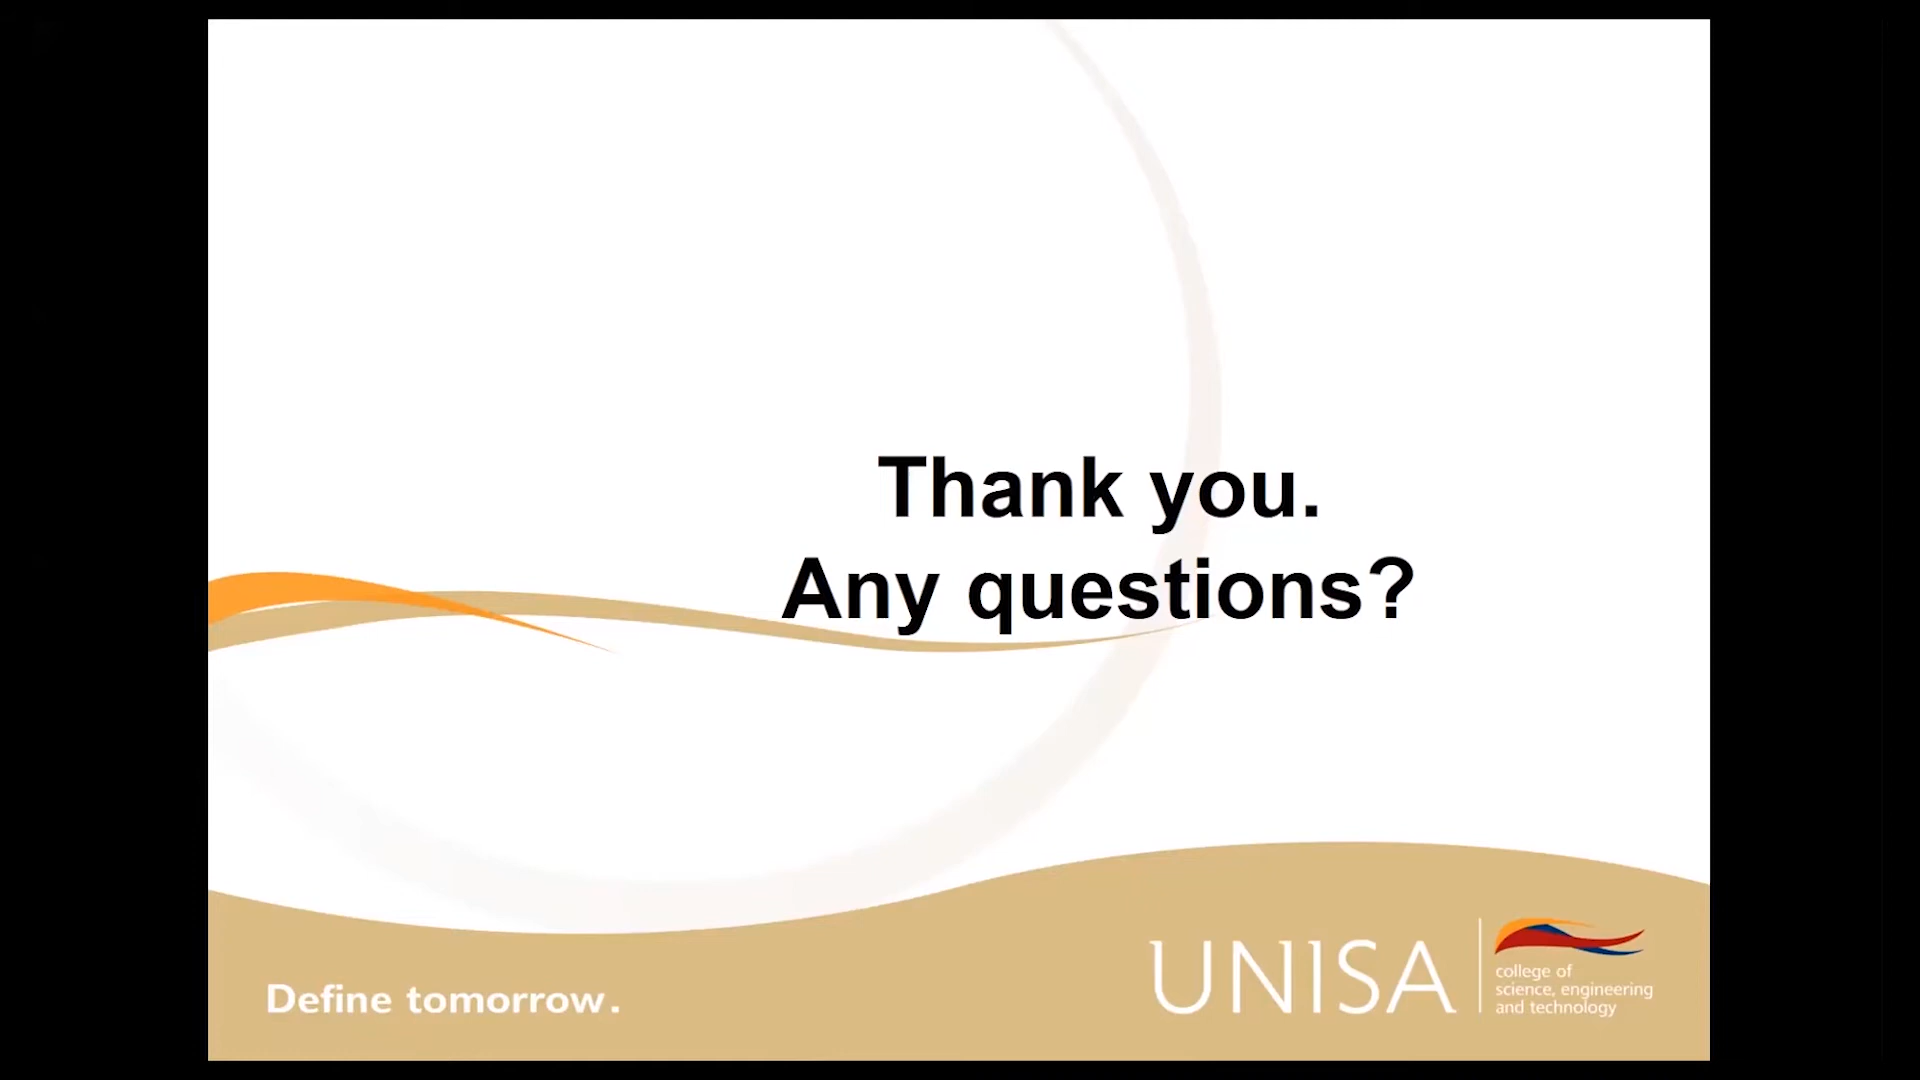 Thank you.
Any questions?
Define tomorrow.
UNISA
college of
science, engineering
and technology